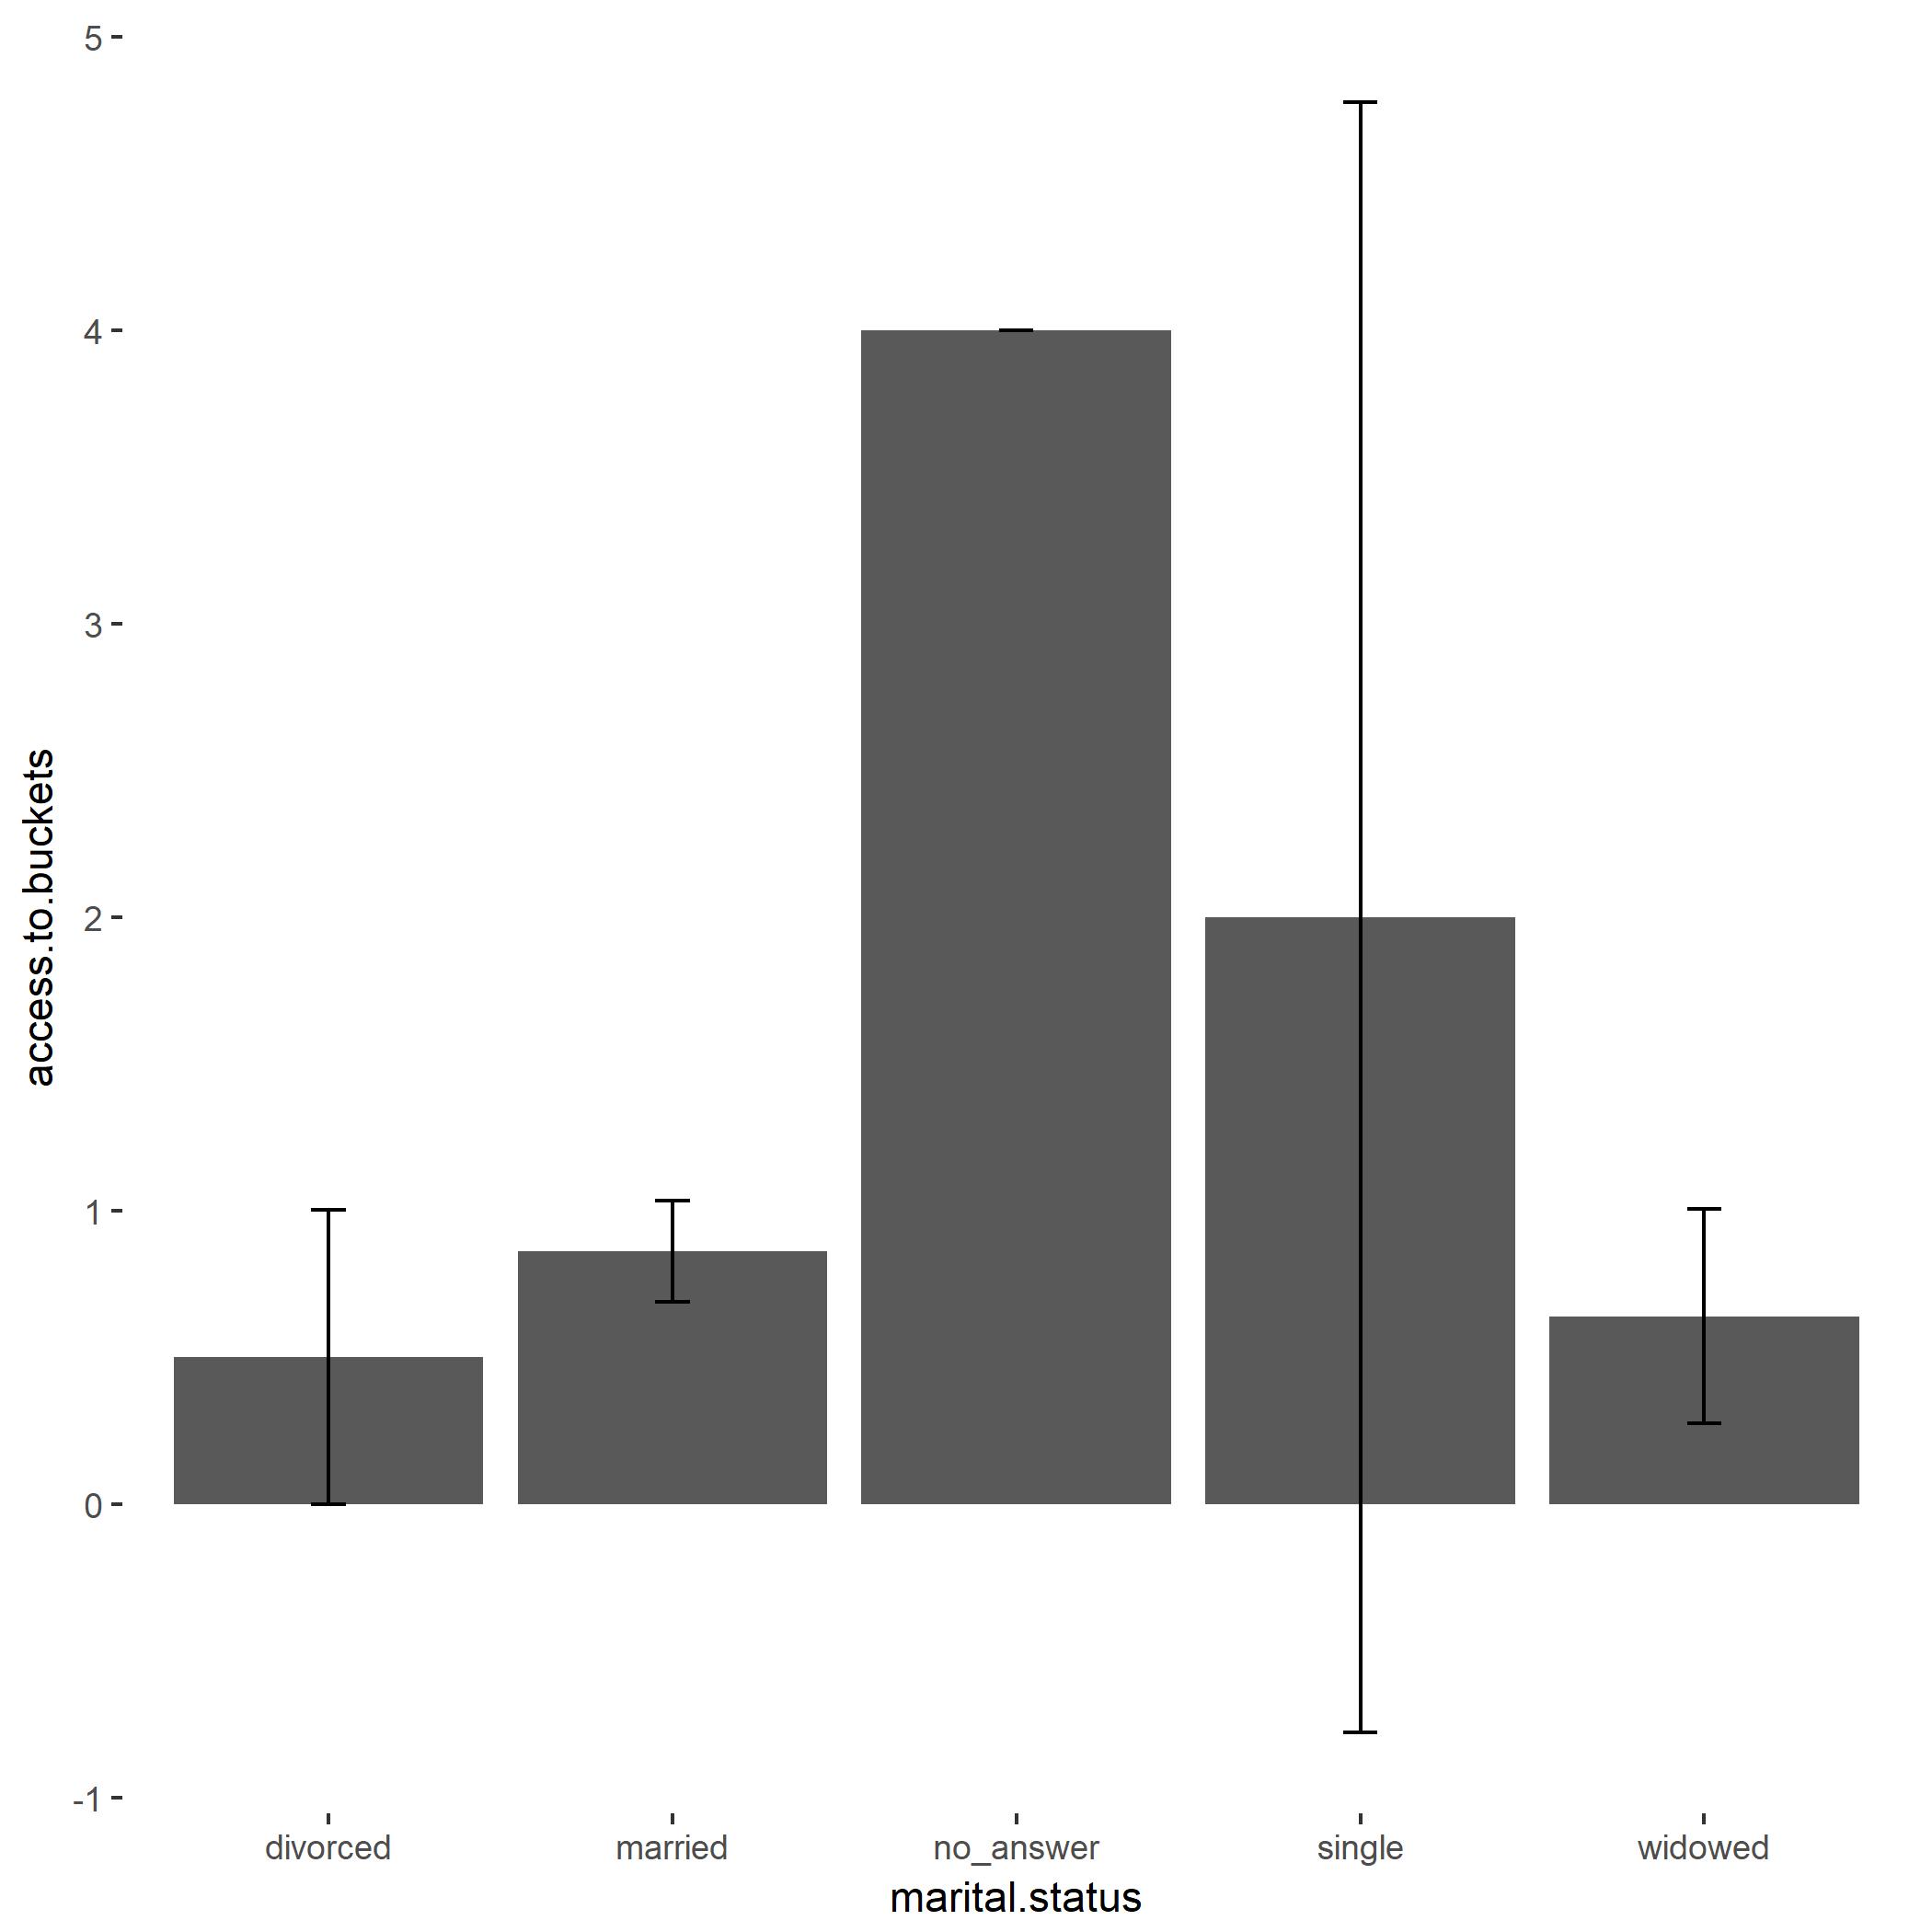 access.to.buckets
5
4
3
2
1
0
-1
divorced married no_answer single widowed
marital.status